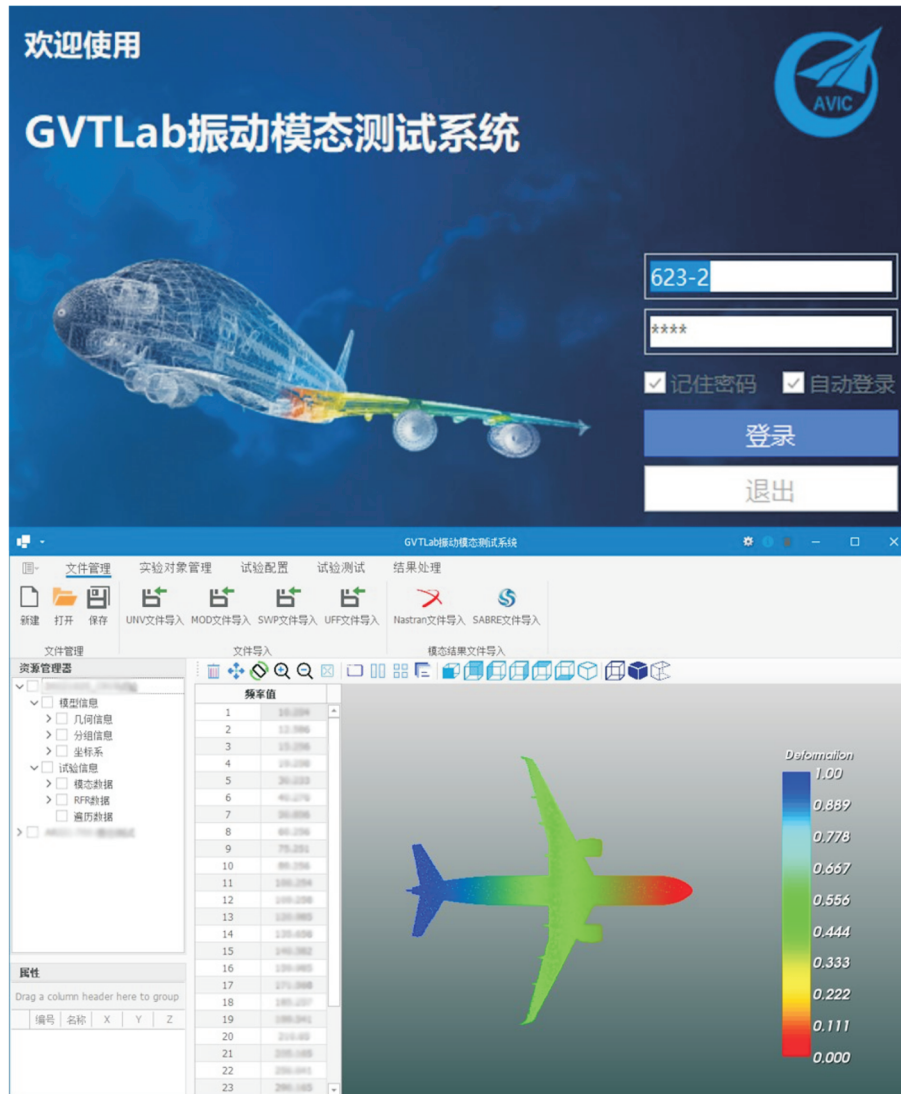 欢迎使用
AVIC
GVTLab振动模态测试系统
623-2
****
记住密码 自动登录
登录
退出
GVTLab振动模态测试系统
文件管理 实验对象管理 试验配置 试验测试 结果处理
新建 打开 保存 UNV文件导入 MOD文件导入 SWP文件导入 UFF文件导入 Nastran文件导入 SABRE文件导入
文件管理 文件导入 模态结果文件导入
资源管理器
模型信息
几何信息
分组信息
坐标系
试验信息
模态数据
RFR数据
遍历数据
属性
Drag a column header here to group
编号 名称 X Y Z
频率值
1
2
3
4
5
6
7
8
9
10
11
12
13
14
15
16
17
18
19
20
21
22
23
Deformation
1.00
0.889
0.778
0.667
0.556
0.444
0.333
0.222
0.111
0.000